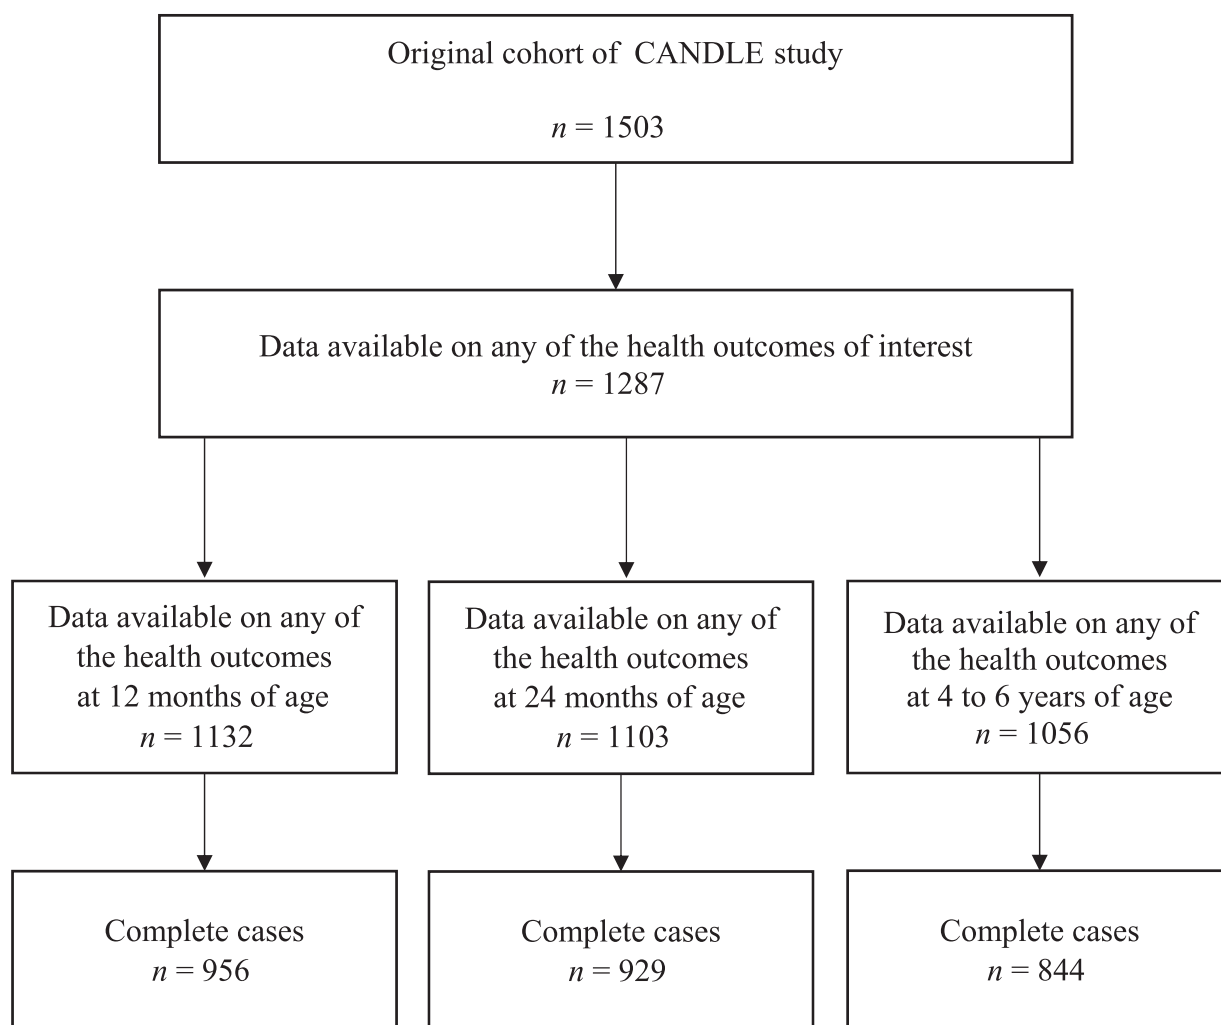 Original cohort of CANDLE study
n = 1503
Data available on any of the health outcomes of interest
n = 1287
Data available on any of
the health outcomes
at 12 months of age
n = 1132
Data available on any of
the health outcomes
at 24 months of age
n = 1103
Data available on any of
the health outcomes
at 4 to 6 years of age
n = 1056
Complete cases
n = 956
Complete cases
n = 929
Complete cases
n = 844